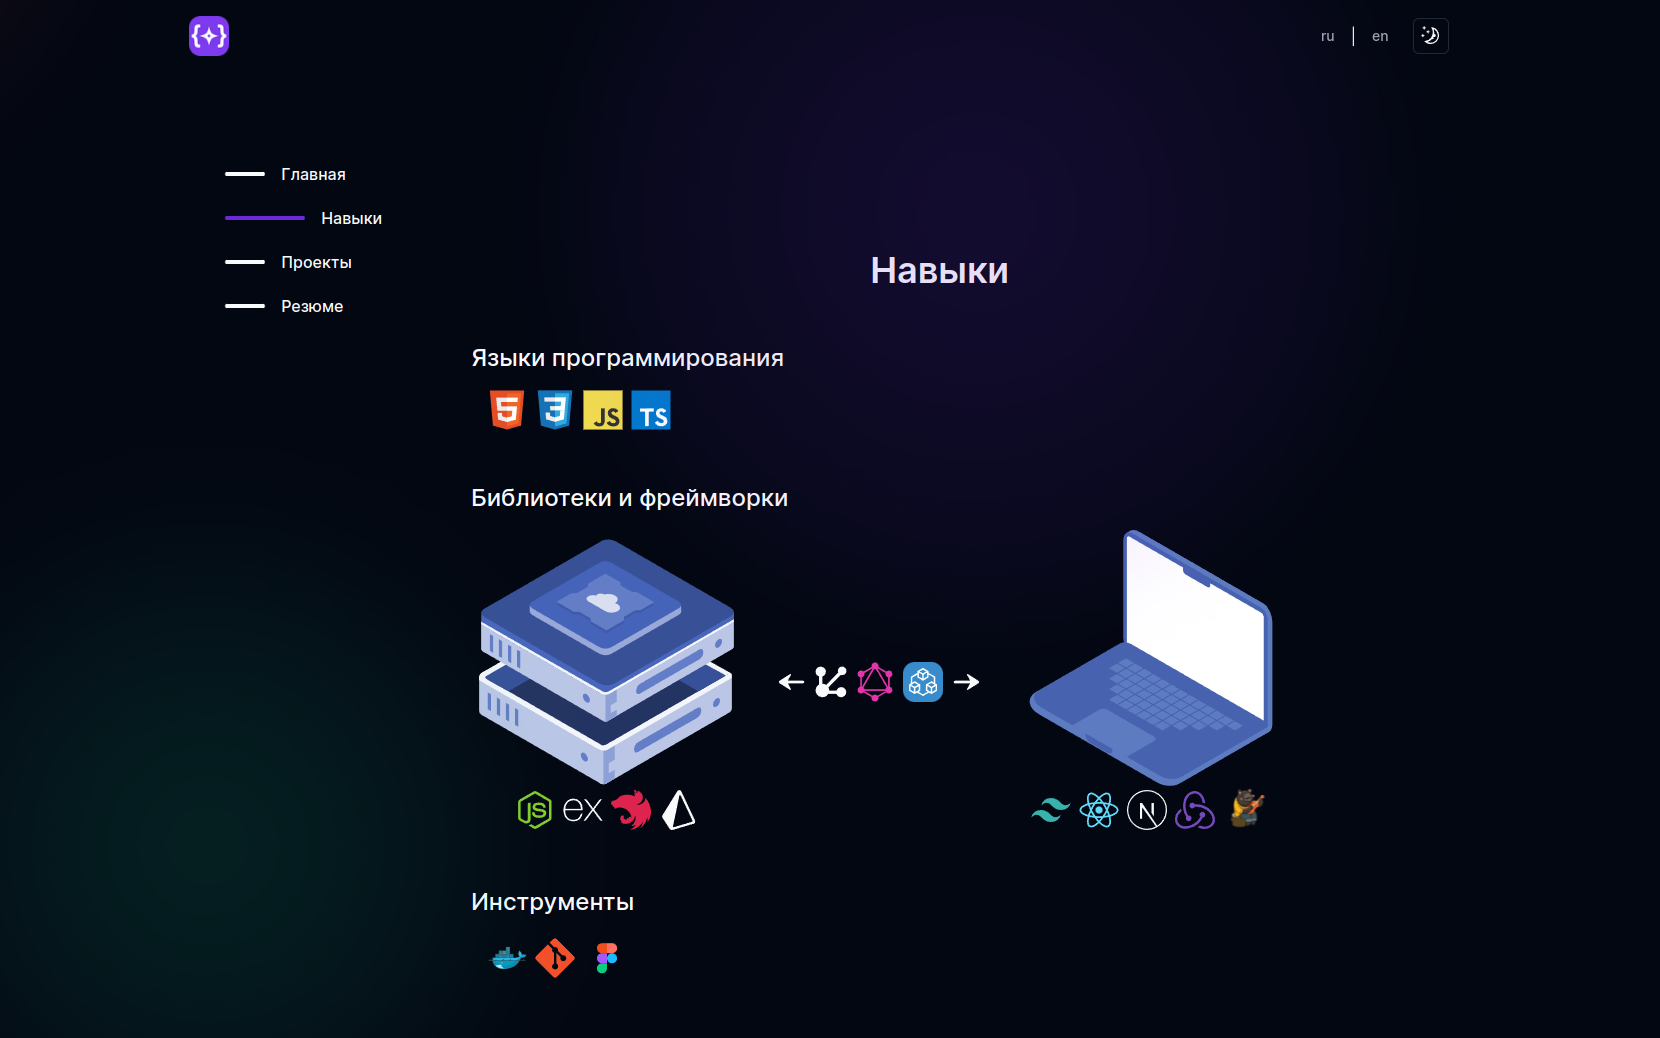 ru | en
Главная
Навыки
Проекты
Резюме
Навыки
Языки программирования
5 3 JS TS
Библиотеки и фреймворки
JS ex N
Инструменты